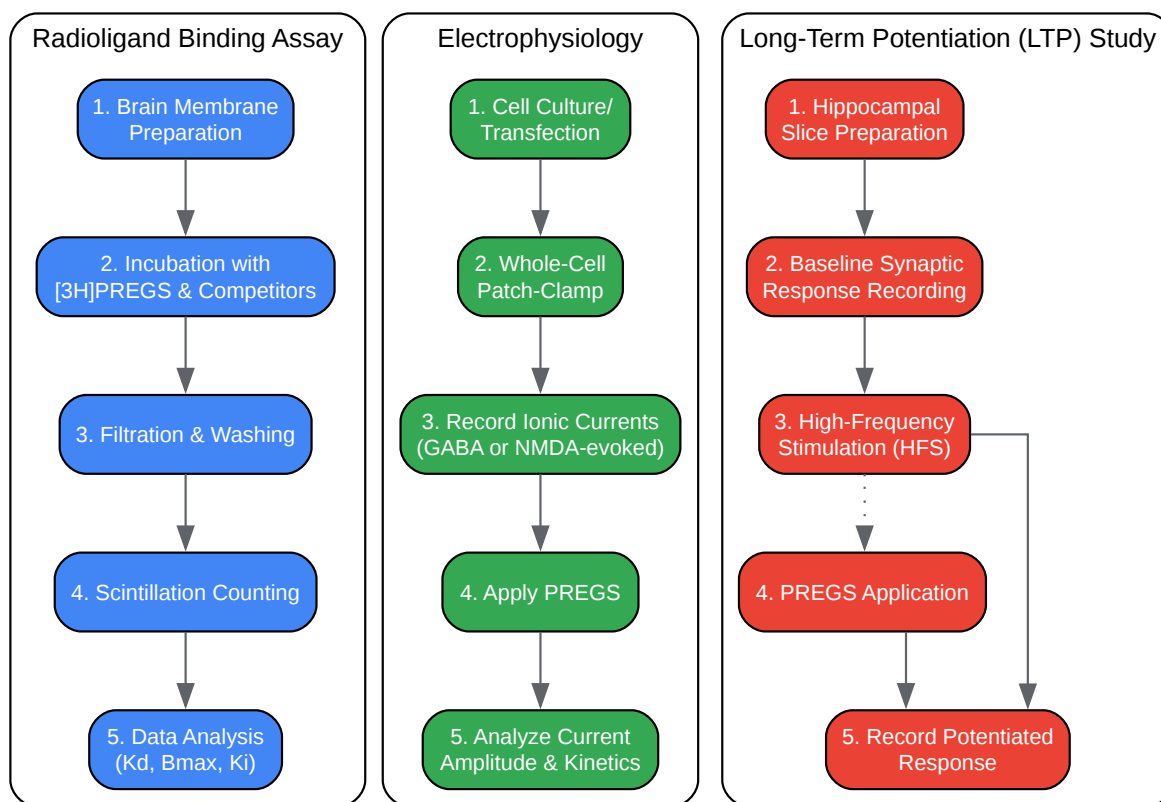 Radioligand Binding Assay
1. Brain Membrane
Preparation
2. Incubation with
[3H]PREGS & Competitors
3. Filtration & Washing
4. Scintillation Counting
5. Data Analysis
(Kd, Bmax, Ki)
Electrophysiology
1. Cell Culture/
Transfection
2. Whole-Cell
Patch-Clamp
3. Record Ionic Currents
(GABA or NMDA-evoked)
4. Apply PREGS
5. Analyze Current
Amplitude & Kinetics
Long-Term Potentiation (LTP) Study
1. Hippocampal
Slice Preparation
2. Baseline Synaptic
Response Recording
3. High-Frequency
Stimulation (HFS)
4. PREGS Application
5. Record Potentiated
Response